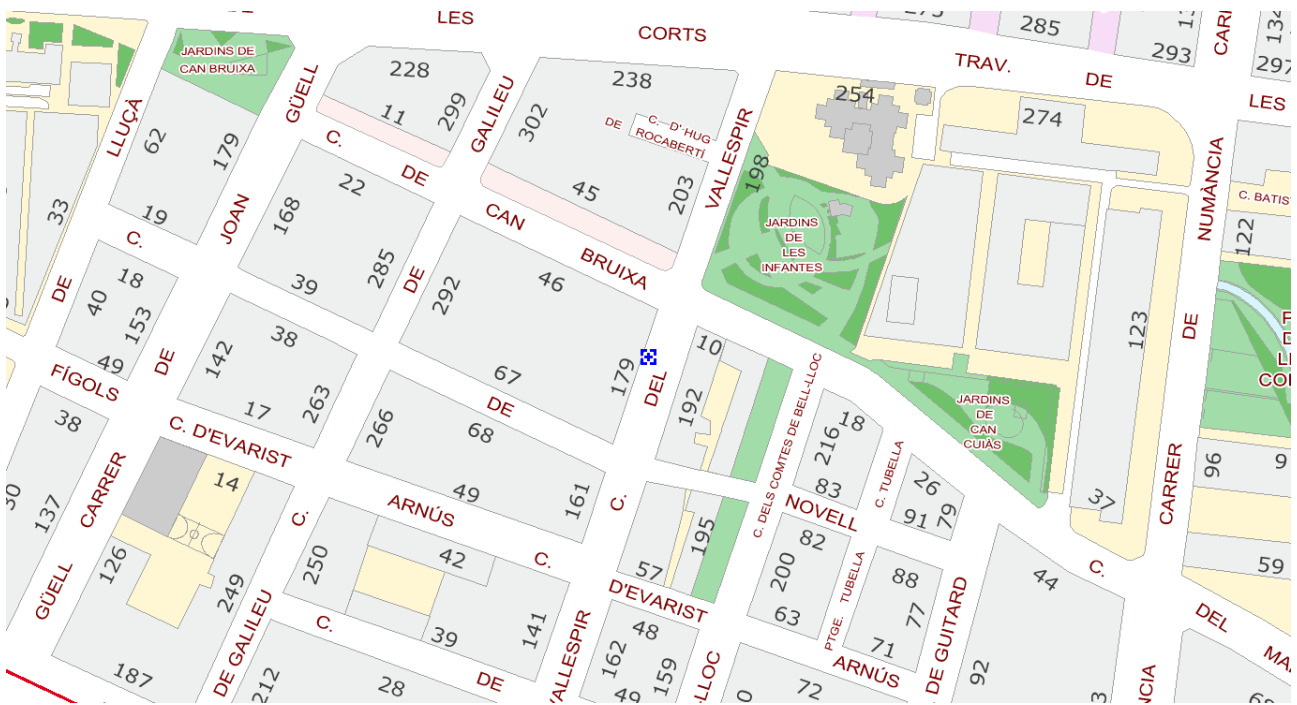 LES
CORTS
TRAV.
DE
LES
275
285
293
134
297
JARDINS DE
CAN BRUIXA
GÜELL
228
11
299
GALILEU
238
302
C. D'HUG
DE ROCABERTÍ
45
203
VALLESPIR
254
198
274
NUMÀNCIA
C. BATIST
122
LLUÇÀ
62
179
19
33
JOAN
C.
DE
CAN
BRUIXA
22
168
285
39
DE
292
46
179
67
JARDINS
DE
LES
INFANTES
123
DE
C.
18
40
153
49
DE
DE
142
38
263
17
FÍGOLS
DE
DEL
10
192
C. DELS COMTES DE BELL-LLOC
18
216
83
JARDINS
DE
CAN
CUIÀS
C. TUBELLA
26
91
79
37
96
9
59
CARRER
38
137
GÜELL
CARRER
C. D'EVARIST
ARNÚS
C.
14
126
249
187
266
68
49
161
C.
NOVELL
195
57
D'EVARIST
82
200
63
PTGE. TUBELLA
88
77
71
DE GUITARD
44
C.
DEL
C.
250
42
39
141
C.
DE
DE GALILEU
212
28
VALLESPIR
48
162
159
49
72
ARNÚS
92